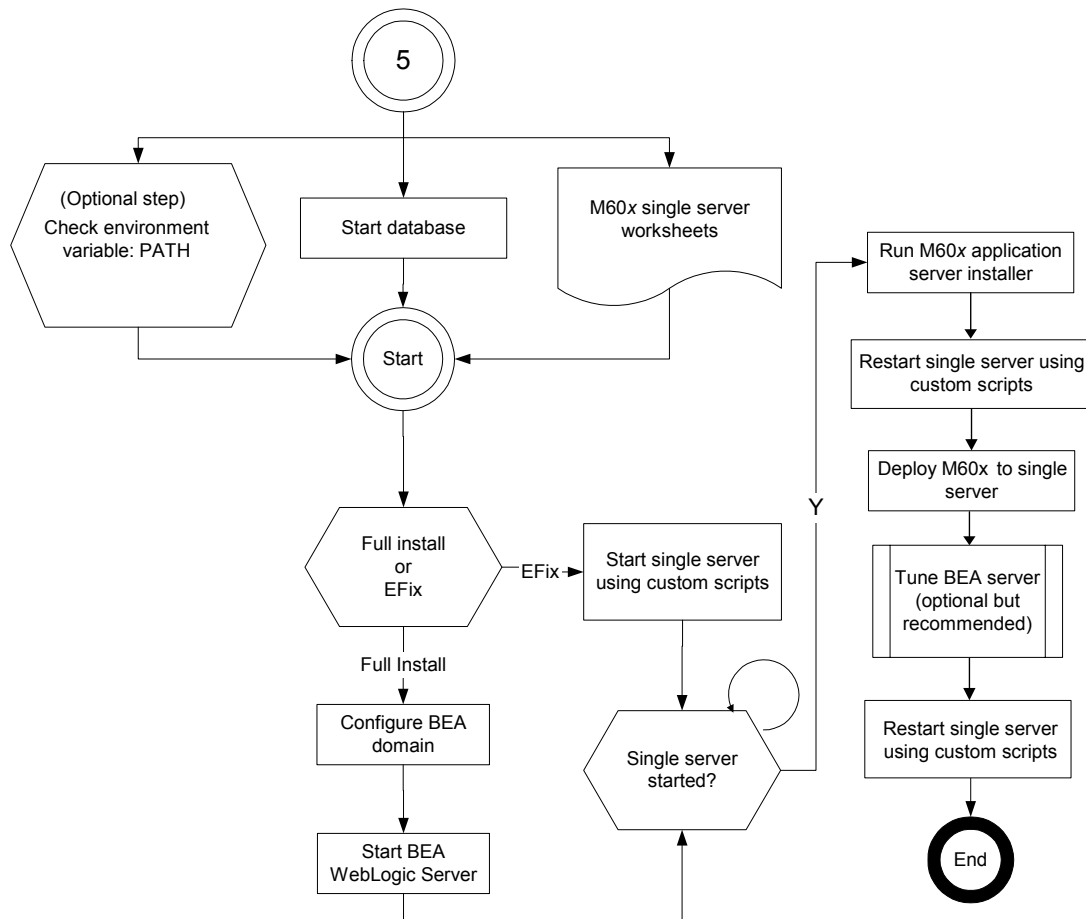 5
(Optional step)
Check environment
variable: PATH
Start database
M60x single server
worksheets
Start
Full install
or
EFix
EFix
Start single server
using custom scripts
Full Install
Configure BEA
domain
Start BEA
WebLogic Server
Single server
started?
Y
Run M60x application
server installer
Restart single server using
custom scripts
Deploy M60x to single
server
Tune BEA server
(optional but
recommended)
Restart single server
using custom scripts
End